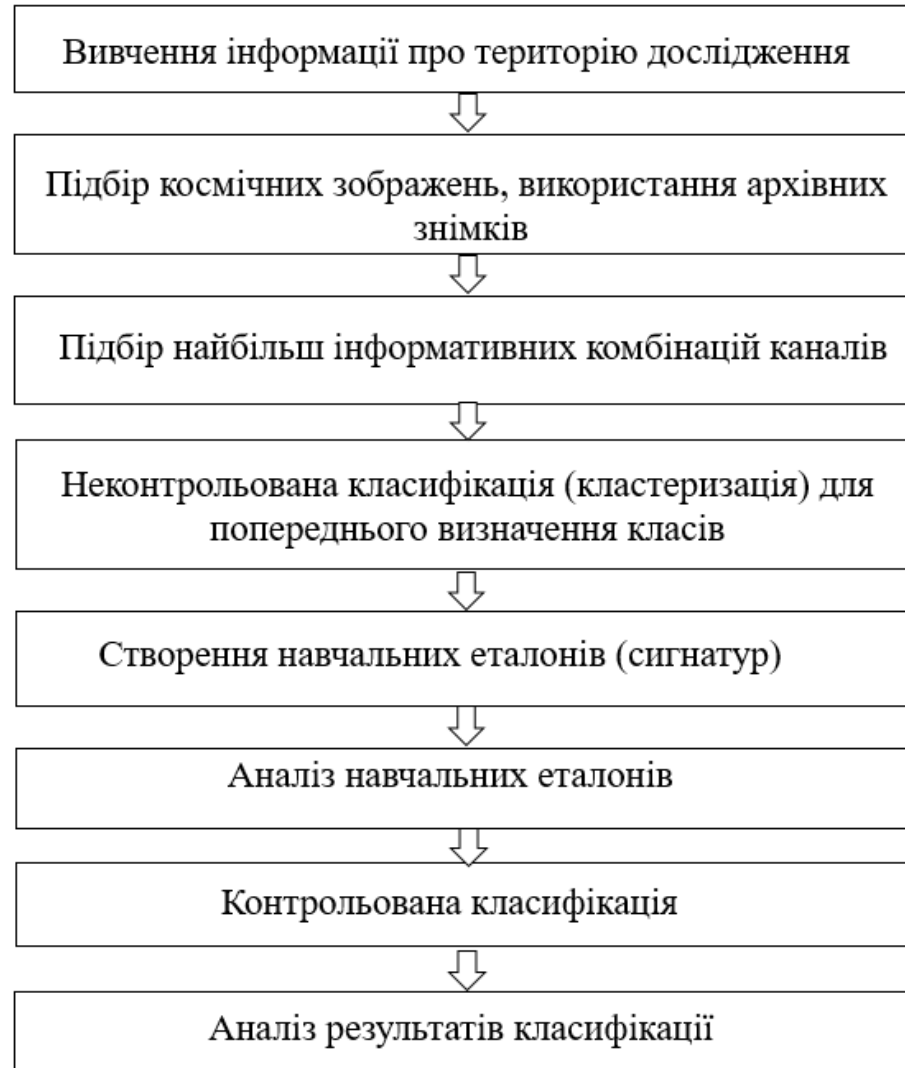 Вивчення інформації про територію дослідження
Підбір космічних зображень, використання архівних
знімків
Підбір найбільш інформативних комбінацій каналів
Неконтрольована класифікація (кластеризація) для
попереднього визначення класів
Створення навчальних еталонів (сигнатур)
Аналіз навчальних еталонів
Контрольована класифікація
Аналіз результатів класифікації